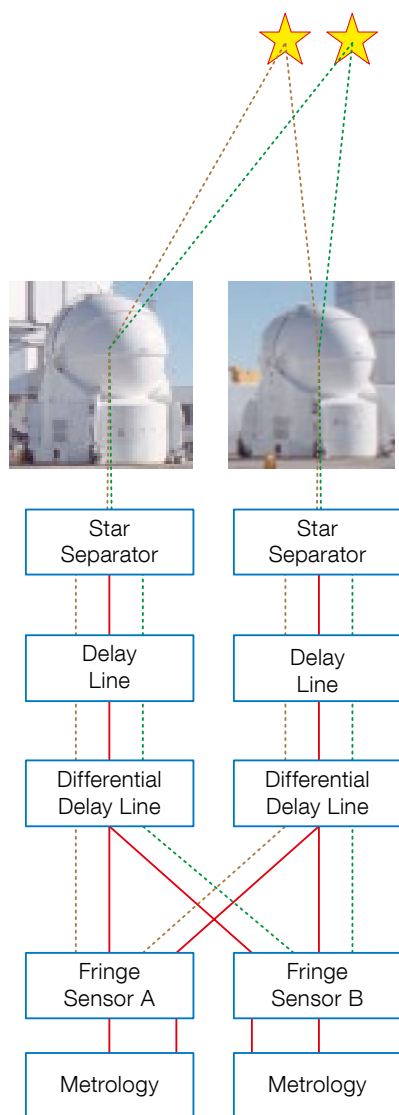 Star
Separator
Star
Separator
Delay
Line
Delay
Line
Differential
Delay Line
Differential
Delay Line
Fringe
Sensor A
Fringe
Sensor B
Metrology
Metrology